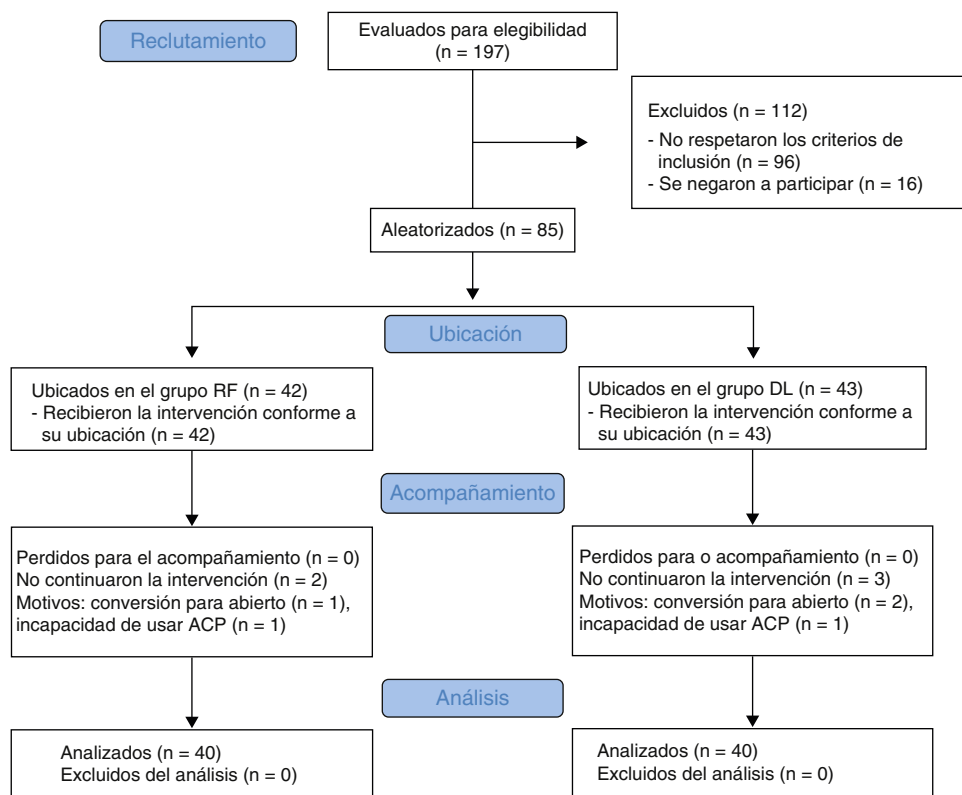 Reclutamiento
Evaluados para elegibilidad
(n = 197)
Excluidos (n = 112)
- No respetaron los criterios de
inclusión (n = 96)
- Se negaron a participar (n = 16)
Aleatorizados (n = 85)
Ubicación
Ubicados en el grupo RF (n = 42)
- Recibieron la intervención conforme a
su ubicación (n = 42)
Ubicados en el grupo DL (n = 43)
- Recibieron la intervención conforme a
su ubicación (n = 43)
Acompañamiento
Perdidos para el acompañamiento (n = 0)
No continuaron la intervención (n = 2)
Motivos: conversión para abierto (n = 1),
incapacidad de usar ACP (n = 1)
Perdidos para o acompañamiento (n = 0)
No continuaron la intervención (n = 3)
Motivos: conversión para abierto (n = 2),
incapacidad de usar ACP (n = 1)
Análisis
Analizados (n = 40)
Excluidos del análisis (n = 0)
Analizados (n = 40)
Excluidos del análisis (n = 0)